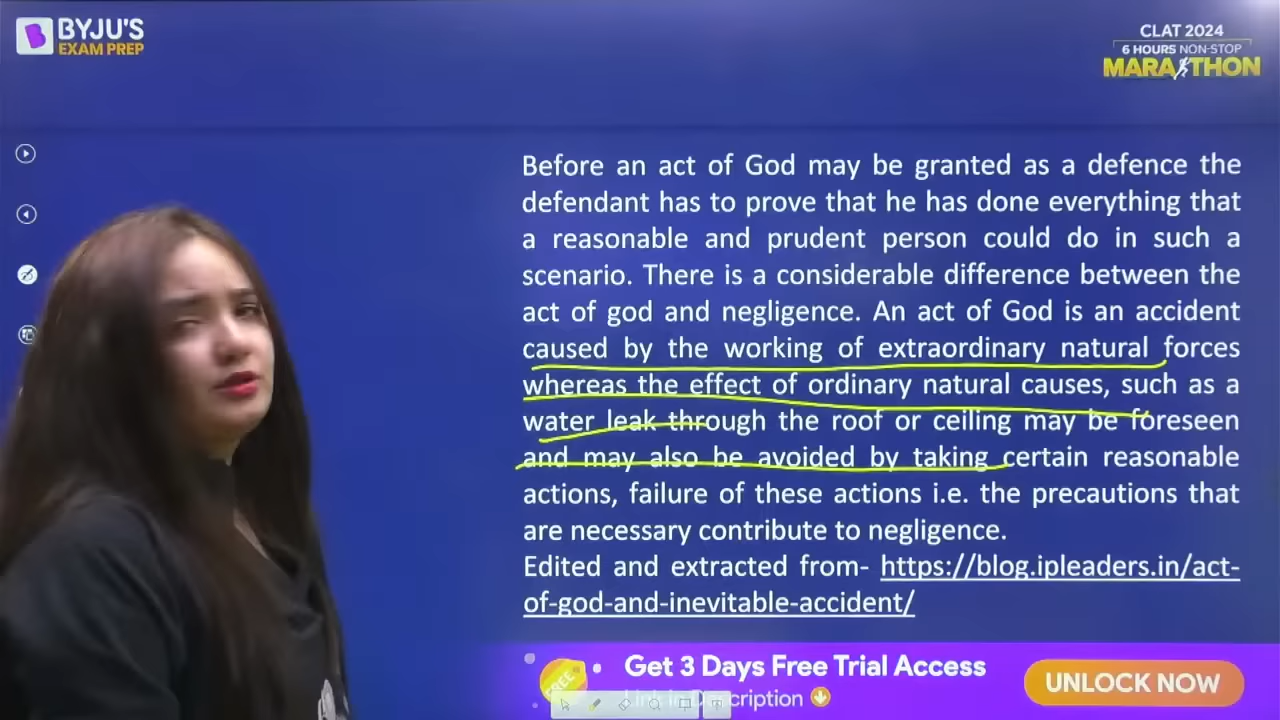 BYJU'S
EXAM PREP
CLAT 2024
6 HOURS NON-STOP
MARATHON
Before an act of God may be granted as a defence the
defendant has to prove that he has done everything that
a reasonable and prudent person could do in such a
scenario. There is a considerable difference between the
act of god and negligence. An act of God is an accident
caused by the working of extraordinary natural forces
whereas the effect of ordinary natural causes, such as a
water leak through the roof or ceiling may be foreseen
and may also be avoided by taking certain reasonable
actions, failure of these actions i.e. the precautions that
are necessary contribute to negligence.
Edited and extracted from- https://blog.ipleaders.in/act-
of-god-and-inevitable-accident/
FREE
Get 3 Days Free Trial Access
Link in Description
UNLOCK NOW